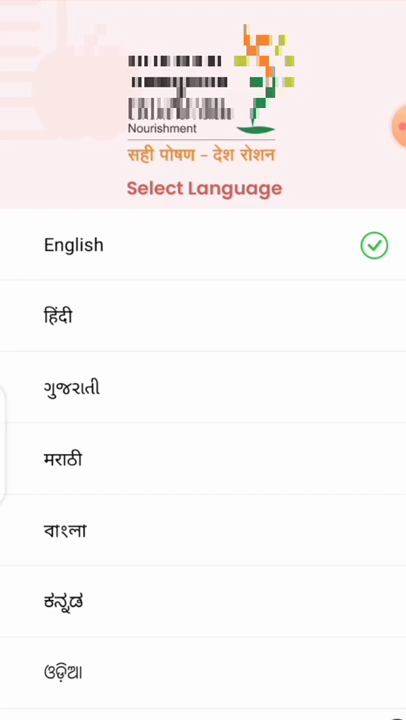 Nourishment
सही पोषण – देश रोशन
Select Language
English
हिंदी
ગુજરાતી
मराठी
বাংলা
ಕನ್ನಡ
ଓଡ଼ିଆ